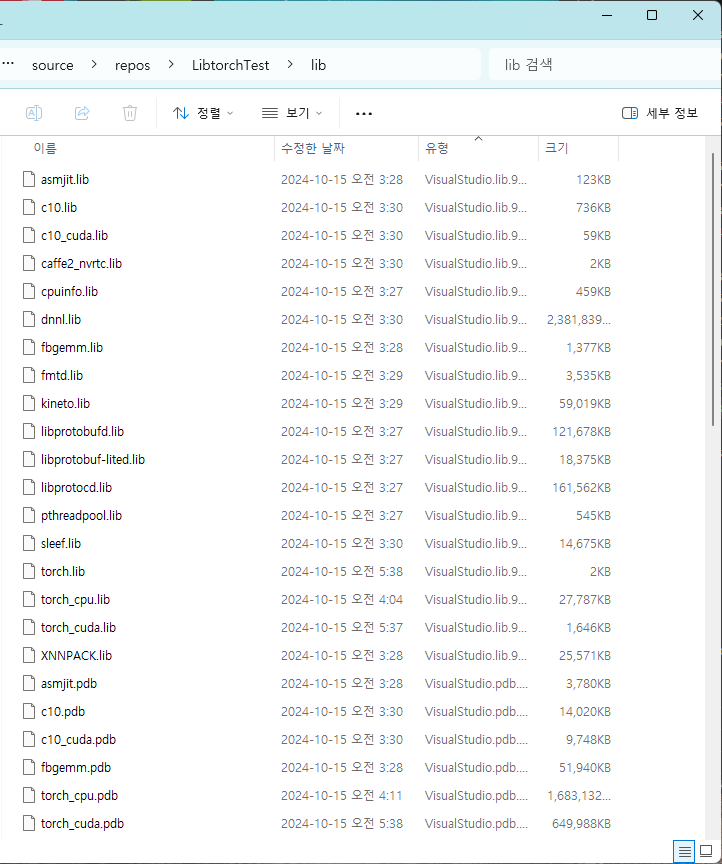 ··· source > repos > LibtorchTest > lib lib 검색
정렬 보기 ··· 세부 정보
이름 수정한 날짜 유형 크기
asmjit.lib 2024-10-15 오전 3:28 VisualStudio.lib.9... 123KB
c10.lib 2024-10-15 오전 3:30 VisualStudio.lib.9... 736KB
c10_cuda.lib 2024-10-15 오전 3:30 VisualStudio.lib.9... 59KB
caffe2_nvrtc.lib 2024-10-15 오전 3:30 VisualStudio.lib.9... 2KB
cpuinfo.lib 2024-10-15 오전 3:27 VisualStudio.lib.9... 459KB
dnnl.lib 2024-10-15 오전 3:30 VisualStudio.lib.9... 2,381,839...
fbgemm.lib 2024-10-15 오전 3:28 VisualStudio.lib.9... 1,377KB
fmtd.lib 2024-10-15 오전 3:29 VisualStudio.lib.9... 3,535KB
kineto.lib 2024-10-15 오전 3:29 VisualStudio.lib.9... 59,019KB
libprotobufd.lib 2024-10-15 오전 3:27 VisualStudio.lib.9... 121,678KB
libprotobuf-lited.lib 2024-10-15 오전 3:27 VisualStudio.lib.9... 18,375KB
libprotocd.lib 2024-10-15 오전 3:27 VisualStudio.lib.9... 161,562KB
pthreadpool.lib 2024-10-15 오전 3:27 VisualStudio.lib.9... 545KB
sleef.lib 2024-10-15 오전 3:30 VisualStudio.lib.9... 14,675KB
torch.lib 2024-10-15 오전 5:38 VisualStudio.lib.9... 2KB
torch_cpu.lib 2024-10-15 오전 4:04 VisualStudio.lib.9... 27,787KB
torch_cuda.lib 2024-10-15 오전 5:37 VisualStudio.lib.9... 1,646KB
XNNPACK.lib 2024-10-15 오전 3:28 VisualStudio.lib.9... 25,571KB
asmjit.pdb 2024-10-15 오전 3:28 VisualStudio.pdb.... 3,780KB
c10.pdb 2024-10-15 오전 3:30 VisualStudio.pdb.... 14,020KB
c10_cuda.pdb 2024-10-15 오전 3:30 VisualStudio.pdb.... 9,748KB
fbgemm.pdb 2024-10-15 오전 3:28 VisualStudio.pdb.... 51,940KB
torch_cpu.pdb 2024-10-15 오전 4:11 VisualStudio.pdb.... 1,683,132...
torch_cuda.pdb 2024-10-15 오전 5:38 VisualStudio.pdb.... 649,988KB